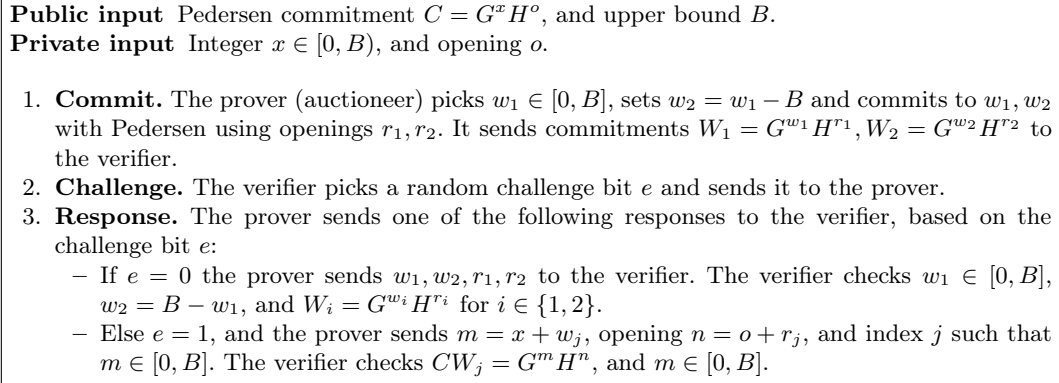 Public input Pedersen commitment C = G^x H^o, and upper bound B.
Private input Integer x ∈ [0, B), and opening o.
1. Commit. The prover (auctioneer) picks w_1 ∈ [0, B], sets w_2 = w_1 − B and commits to w_1, w_2
with Pedersen using openings r_1, r_2. It sends commitments W_1 = G^{w_1} H^{r_1}, W_2 = G^{w_2} H^{r_2} to
the verifier.
2. Challenge. The verifier picks a random challenge bit e and sends it to the prover.
3. Response. The prover sends one of the following responses to the verifier, based on the
challenge bit e:
– If e = 0 the prover sends w_1, w_2, r_1, r_2 to the verifier. The verifier checks w_1 ∈ [0, B],
w_2 = B − w_1, and W_i = G^{w_i} H^{r_i} for i ∈ {1, 2}.
– Else e = 1, and the prover sends m = x + w_j, opening n = o + r_j, and index j such that
m ∈ [0, B]. The verifier checks CW_j = G^m H^n, and m ∈ [0, B].